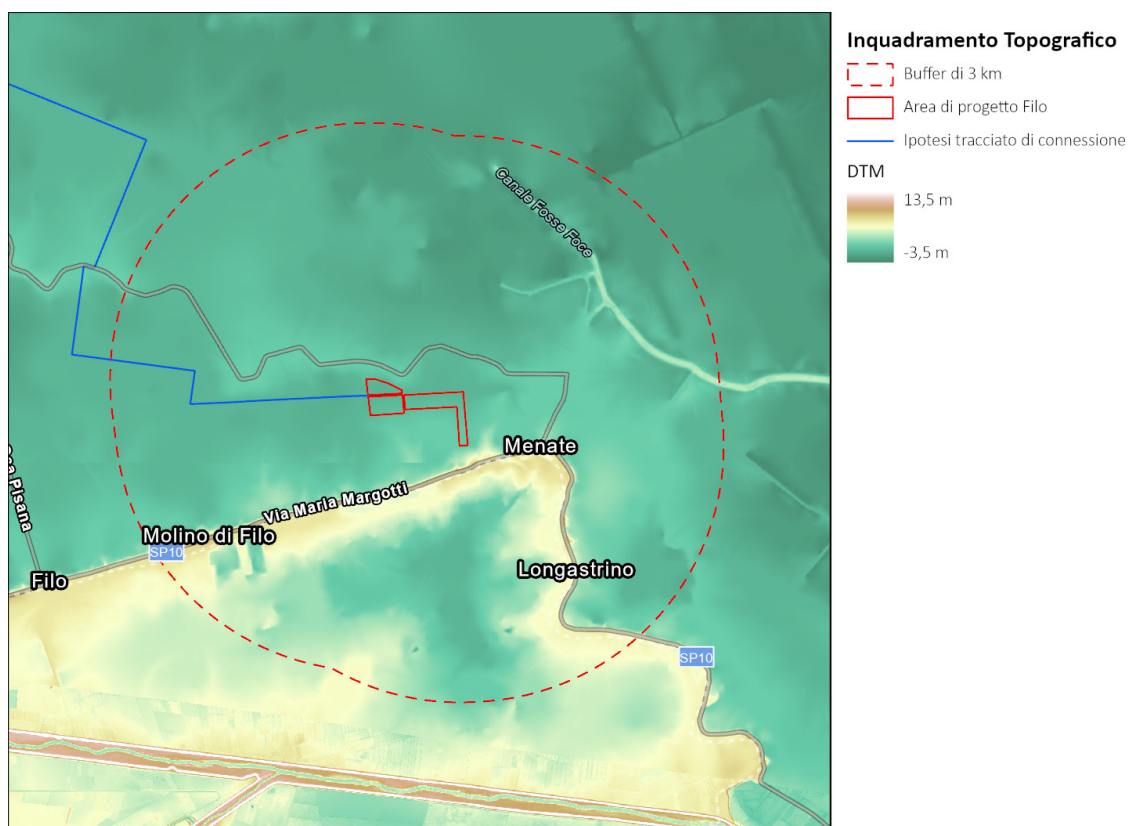 Inquadramento Topografico
Buffer di 3 km
Area di progetto Filo
Ipotesi tracciato di connessione
DTM
13,5 m
-3,5 m
Canale Fosse Foce
Menate
Via Maria Margotti
Molino di Filo
SP10
Filo
Pisana
Longastrino
SP10